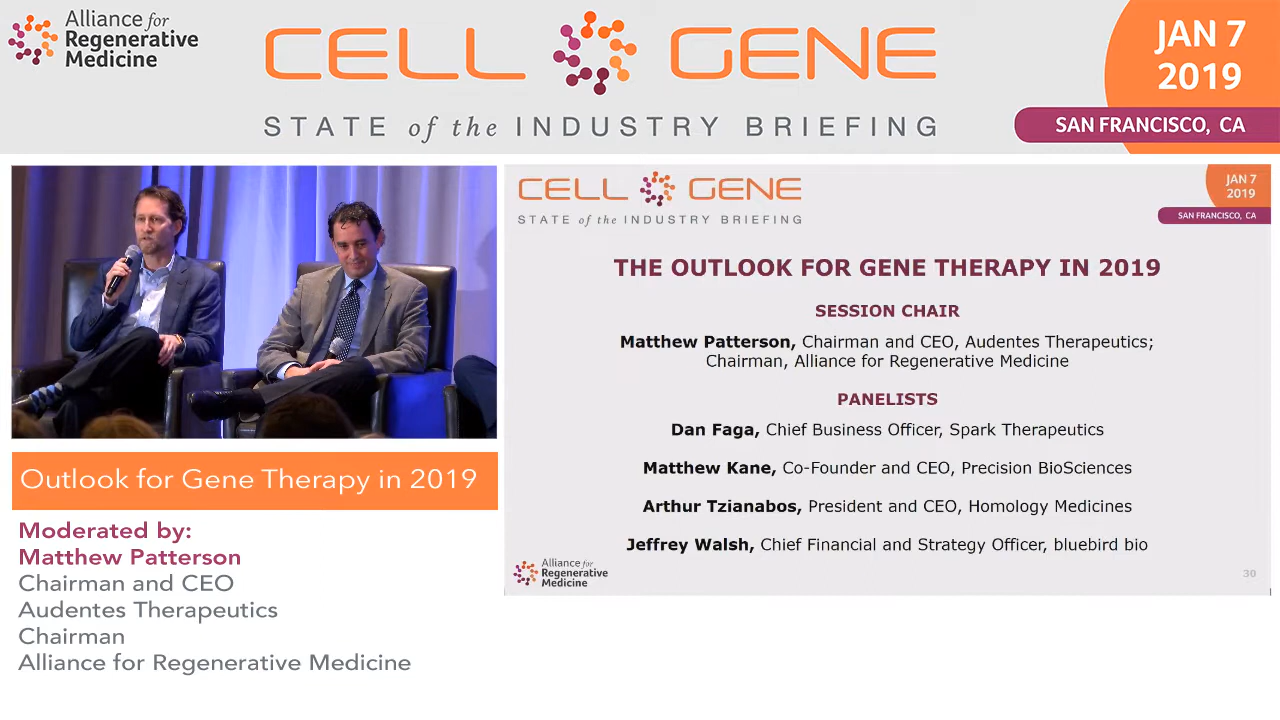 Alliance for
Regenerative
Medicine
CELL GENE
STATE of the INDUSTRY BRIEFING
JAN 7
2019
SAN FRANCISCO, CA
CELL GENE
STATE of the INDUSTRY BRIEFING
JAN 7
2019
SAN FRANCISCO, CA
THE OUTLOOK FOR GENE THERAPY IN 2019
SESSION CHAIR
Matthew Patterson, Chairman and CEO, Audentes Therapeutics;
Chairman, Alliance for Regenerative Medicine
PANELISTS
Dan Faga, Chief Business Officer, Spark Therapeutics
Matthew Kane, Co-Founder and CEO, Precision BioSciences
Arthur Tzianabos, President and CEO, Homology Medicines
Jeffrey Walsh, Chief Financial and Strategy Officer, bluebird bio
Alliance for
Regenerative
Medicine
30
Outlook for Gene Therapy in 2019
Moderated by:
Matthew Patterson
Chairman and CEO
Audentes Therapeutics
Chairman
Alliance for Regenerative Medicine